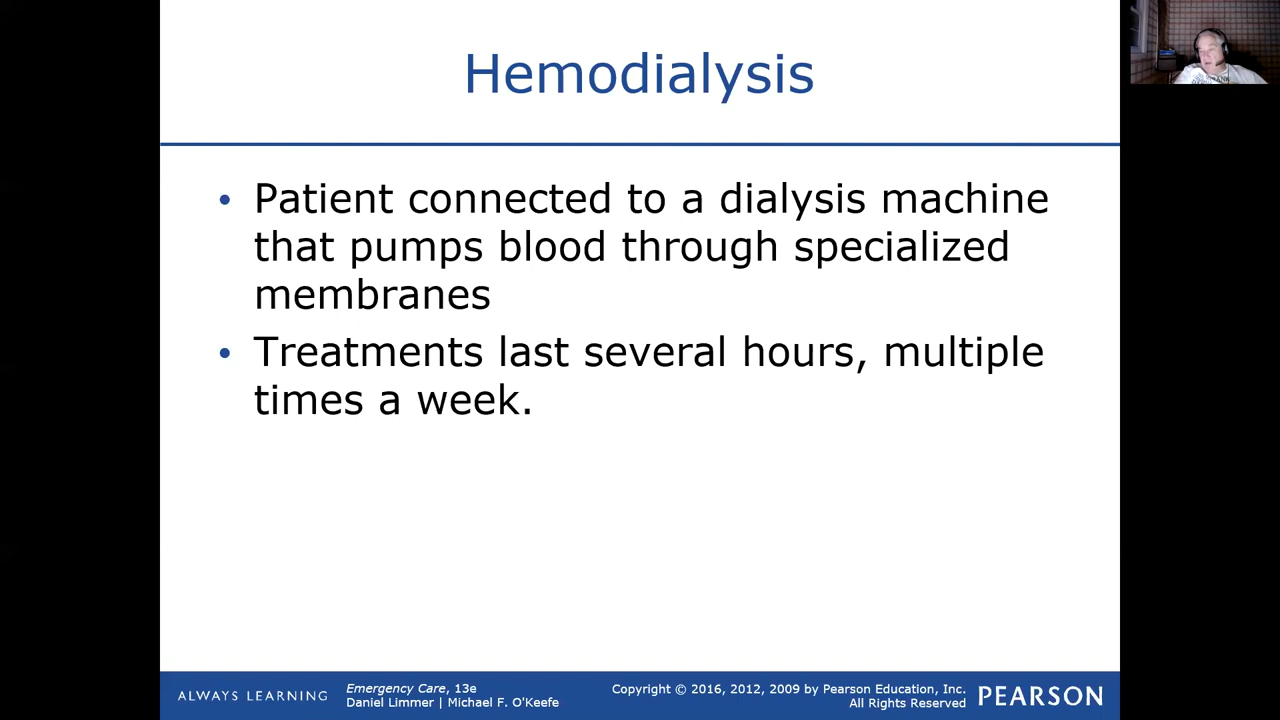 Hemodialysis
• Patient connected to a dialysis machine
that pumps blood through specialized
membranes
• Treatments last several hours, multiple
times a week.
ALWAYS LEARNING
Emergency Care, 13e
Daniel Limmer | Michael F. O'Keefe
Copyright © 2016, 2012, 2009 by Pearson Education, Inc.
All Rights Reserved
PEARSON